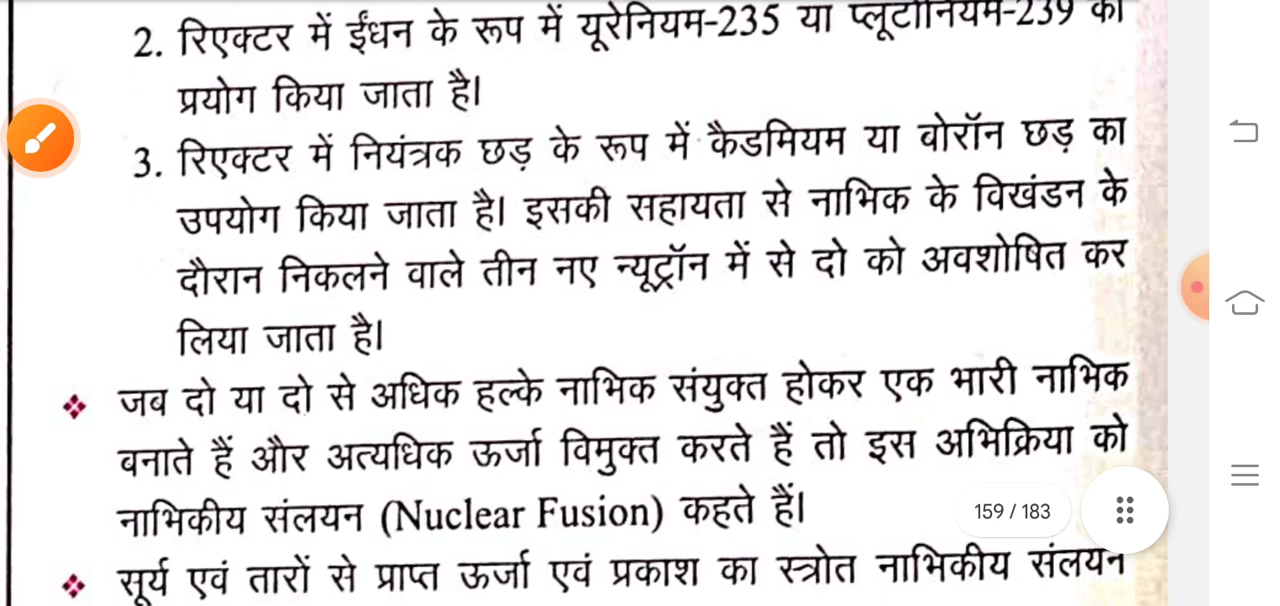 2. रिएक्टर में ईंधन के रूप में यूरेनियम-235 या प्लूटोनियम-239 का
प्रयोग किया जाता है।
3. रिएक्टर में नियंत्रक छड़ के रूप में कैडमियम या बोरॉन छड़ का
उपयोग किया जाता है। इसकी सहायता से नाभिक के विखंडन के
दौरान निकलने वाले तीन नए न्यूट्रॉन में से दो को अवशोषित कर
लिया जाता है।
❖ जब दो या दो से अधिक हल्के नाभिक संयुक्त होकर एक भारी नाभिक
बनाते हैं और अत्यधिक ऊर्जा विमुक्त करते हैं तो इस अभिक्रिया को
नाभिकीय संलयन (Nuclear Fusion) कहते हैं।
159 / 183
❖ सूर्य एवं तारों से प्राप्त ऊर्जा एवं प्रकाश का स्त्रोत नाभिकीय संलयन